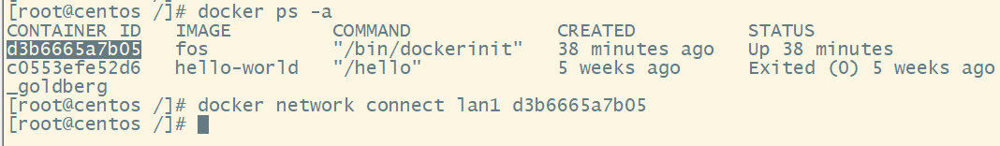 [root@centos /]# docker ps -a
CONTAINER ID   IMAGE         COMMAND             CREATED          STATUS
d3b6665a7b05   fos           "/bin/dockerinit"   38 minutes ago   Up 38 minutes
c0553efe52d6   hello-world   "/hello"            5 weeks ago      Exited (0) 5 weeks ago
_goldberg
[root@centos /]# docker network connect lan1 d3b6665a7b05
[root@centos /]#